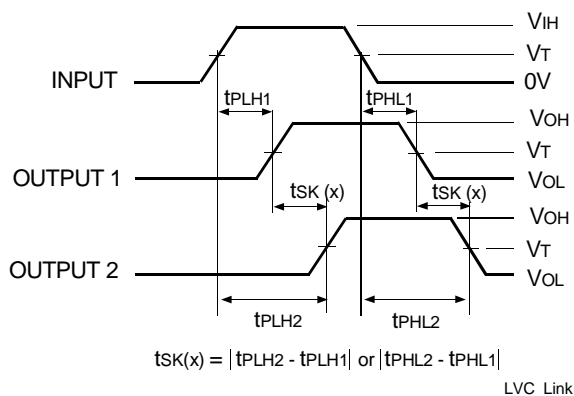 VIH
VT
INPUT
0V
tPLH1
tPHL1
VOH
VT
OUTPUT 1
tSK (x)
tSK (x)
VOL
VOH
VT
OUTPUT 2
VOL
tPLH2
tPHL2
tSK(x) = |tPLH2 - tPLH1| or |tPHL2 - tPHL1|
LVC Link